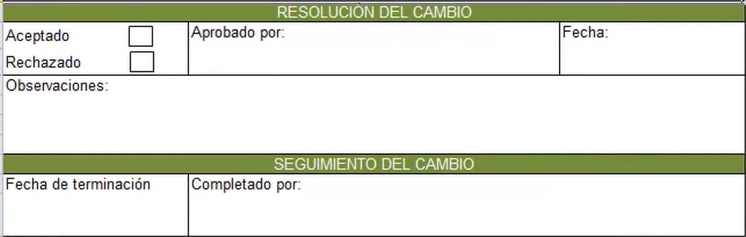 RESOLUCIÓN DEL CAMBIO
Aceptado
Aprobado por:
Fecha:
Rechazado
Observaciones:
SEGUIMIENTO DEL CAMBIO
Fecha de terminación
Completado por: